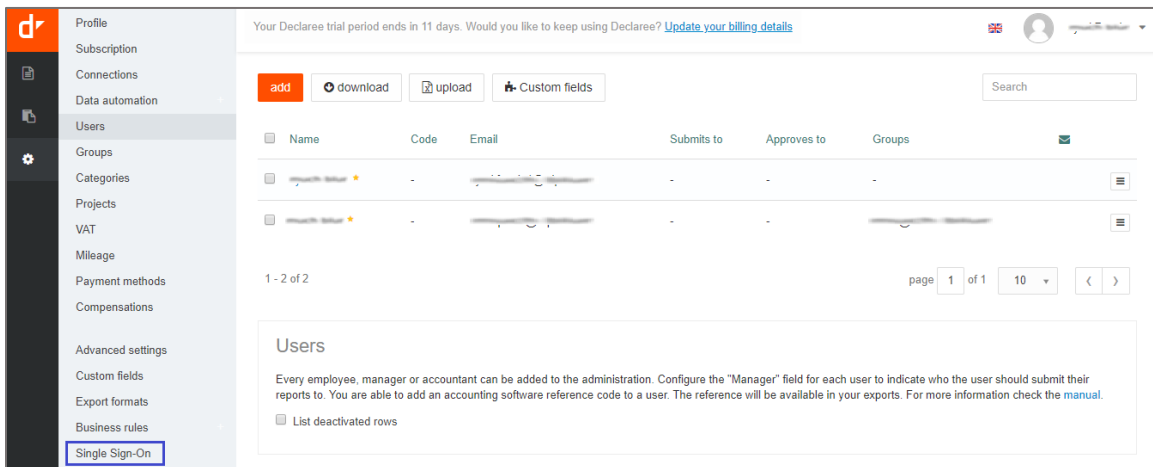 dr
Profile
Subscription
Connections
Data automation
Users
Groups
Categories
Projects
VAT
Mileage
Payment methods
Compensations
Advanced settings
Custom fields
Export formats
Business rules
Single Sign-On
Your Declaree trial period ends in 11 days. Would you like to keep using Declaree? Update your billing details
add download upload Custom fields Search
Name Code Email Submits to Approves to Groups
- - - -
- - -
1 - 2 of 2 page 1 of 1 10
Users
Every employee, manager or accountant can be added to the administration. Configure the "Manager" field for each user to indicate who the user should submit their
reports to. You are able to add an accounting software reference code to a user. The reference will be available in your exports. For more information check the manual.
List deactivated rows